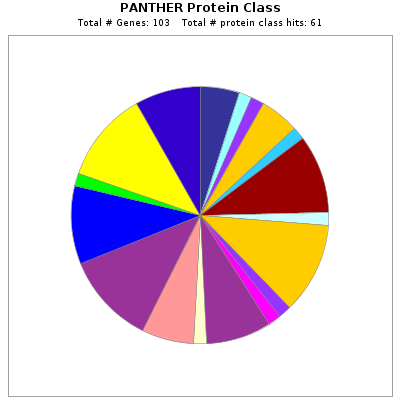 PANTHER Protein Class
Total # Genes: 103 Total # protein class hits: 61